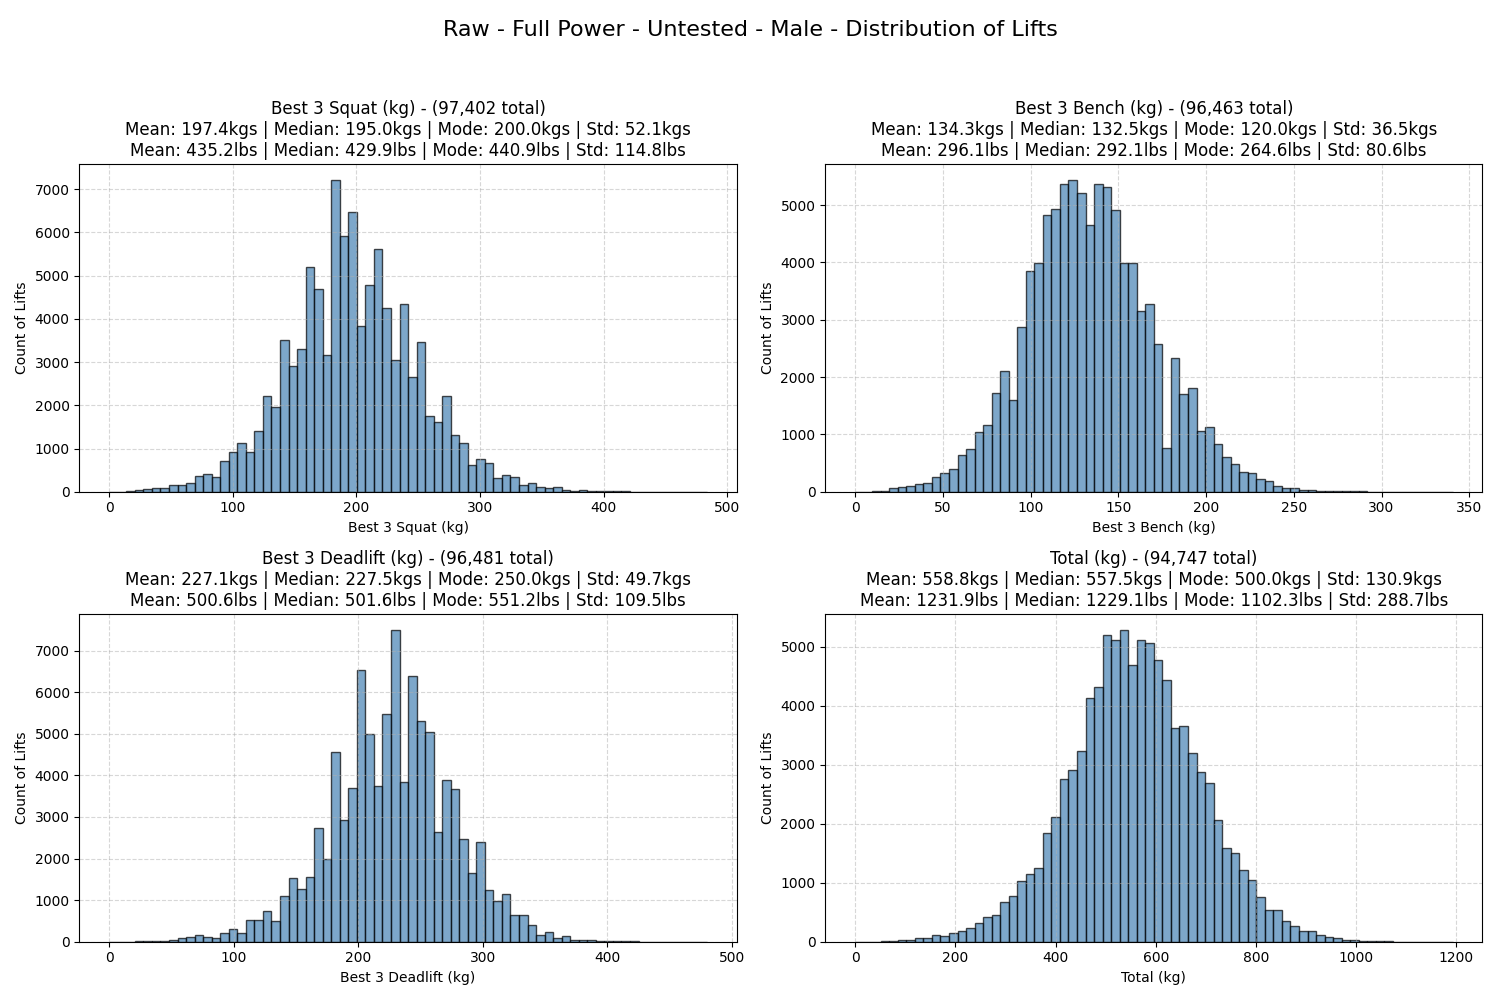 Raw - Full Power - Untested - Male - Distribution of Lifts
Best 3 Squat (kg) - (97,402 total)
Mean: 197.4kgs | Median: 195.0kgs | Mode: 200.0kgs | Std: 52.1kgs
Mean: 435.2lbs | Median: 429.9lbs | Mode: 440.9lbs | Std: 114.8lbs
7000
6000
5000
4000
3000
2000
1000
0
Count of Lifts
0 100 200 300 400 500
Best 3 Squat (kg)
Best 3 Bench (kg) - (96,463 total)
Mean: 134.3kgs | Median: 132.5kgs | Mode: 120.0kgs | Std: 36.5kgs
Mean: 296.1lbs | Median: 292.1lbs | Mode: 264.6lbs | Std: 80.6lbs
5000
4000
3000
2000
1000
0
Count of Lifts
0 50 100 150 200 250 300 350
Best 3 Bench (kg)
Best 3 Deadlift (kg) - (96,481 total)
Mean: 227.1kgs | Median: 227.5kgs | Mode: 250.0kgs | Std: 49.7kgs
Mean: 500.6lbs | Median: 501.6lbs | Mode: 551.2lbs | Std: 109.5lbs
7000
6000
5000
4000
3000
2000
1000
0
Count of Lifts
0 100 200 300 400 500
Best 3 Deadlift (kg)
Total (kg) - (94,747 total)
Mean: 558.8kgs | Median: 557.5kgs | Mode: 500.0kgs | Std: 130.9kgs
Mean: 1231.9lbs | Median: 1229.1lbs | Mode: 1102.3lbs | Std: 288.7lbs
5000
4000
3000
2000
1000
0
Count of Lifts
0 200 400 600 800 1000 1200
Total (kg)